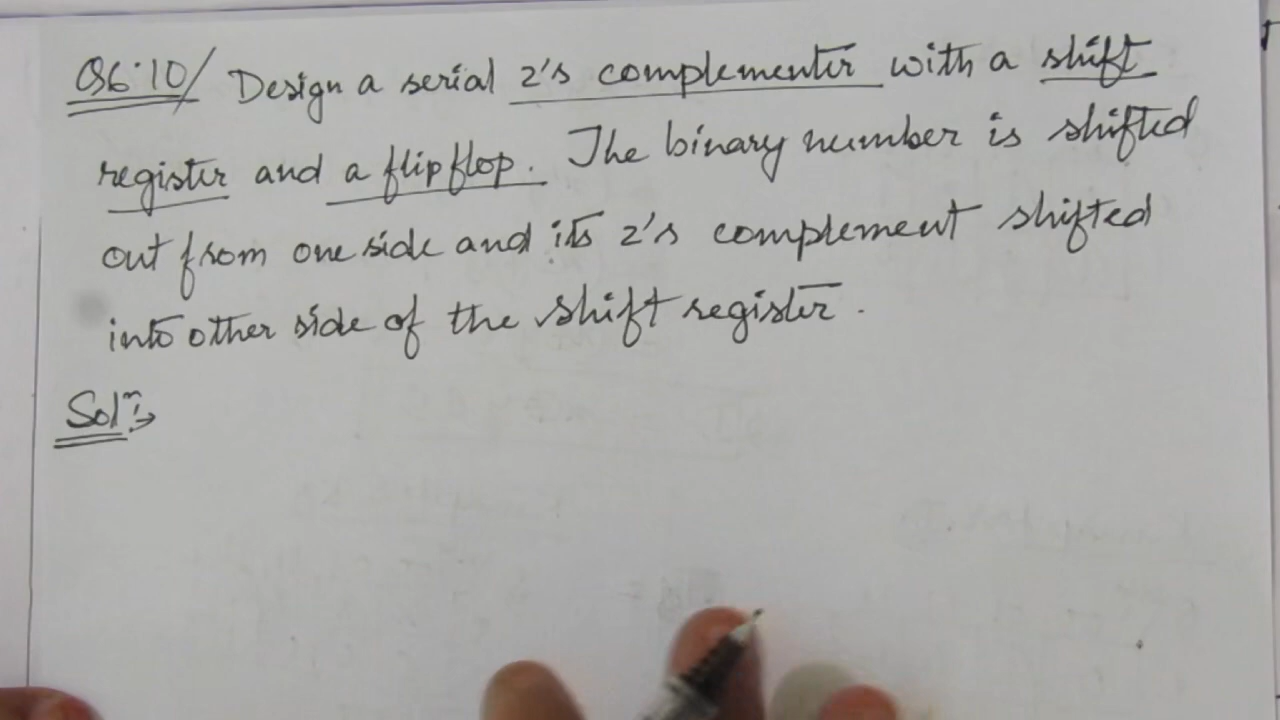 Q6.10/ Design a serial 2's complementer with a shift
register and a flipflop. The binary number is shifted
out from one side and its 2's complement shifted
into other side of the shift register.
Solⁿ:→